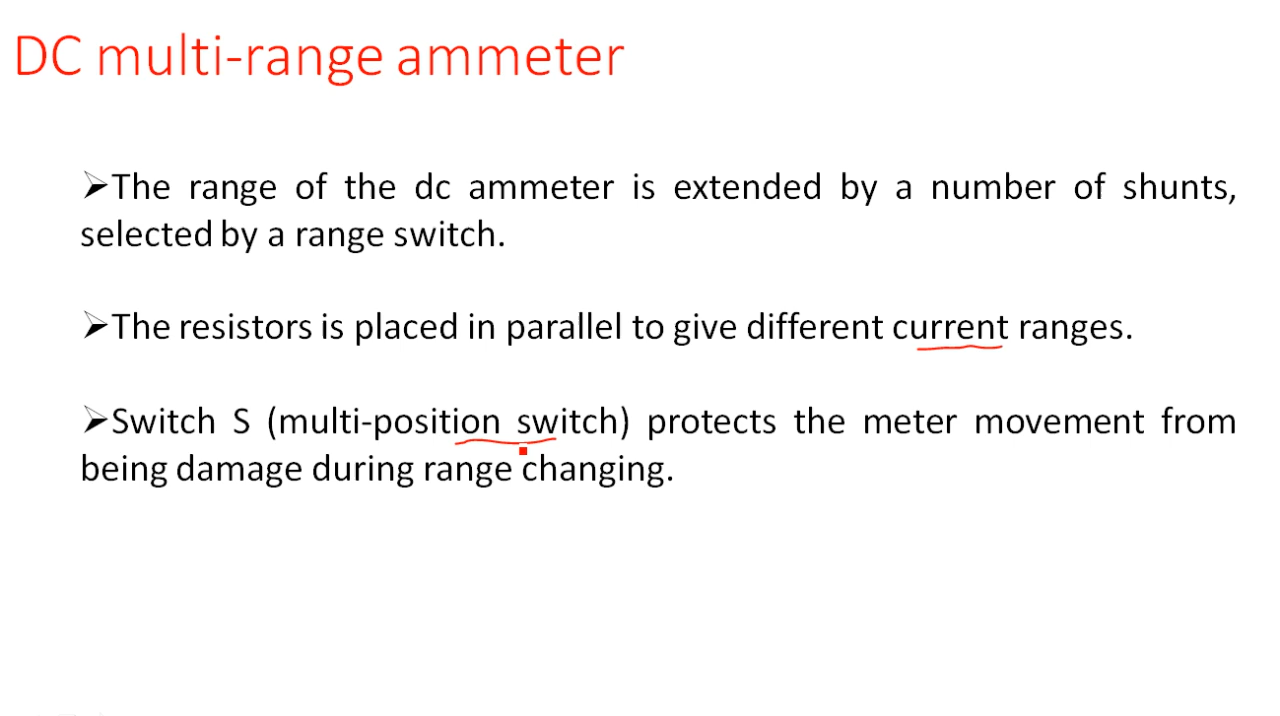 DC multi-range ammeter
➢The range of the dc ammeter is extended by a number of shunts,
selected by a range switch.
➢The resistors is placed in parallel to give different current ranges.
➢Switch S (multi-position switch) protects the meter movement from
being damage during range changing.